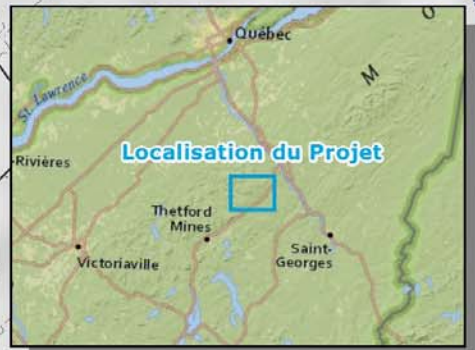 Québec
M
O
St. Lawrence
-Rivières
Localisation du Projet
Thetford
Mines
Saint-
Georges
Victoriaville